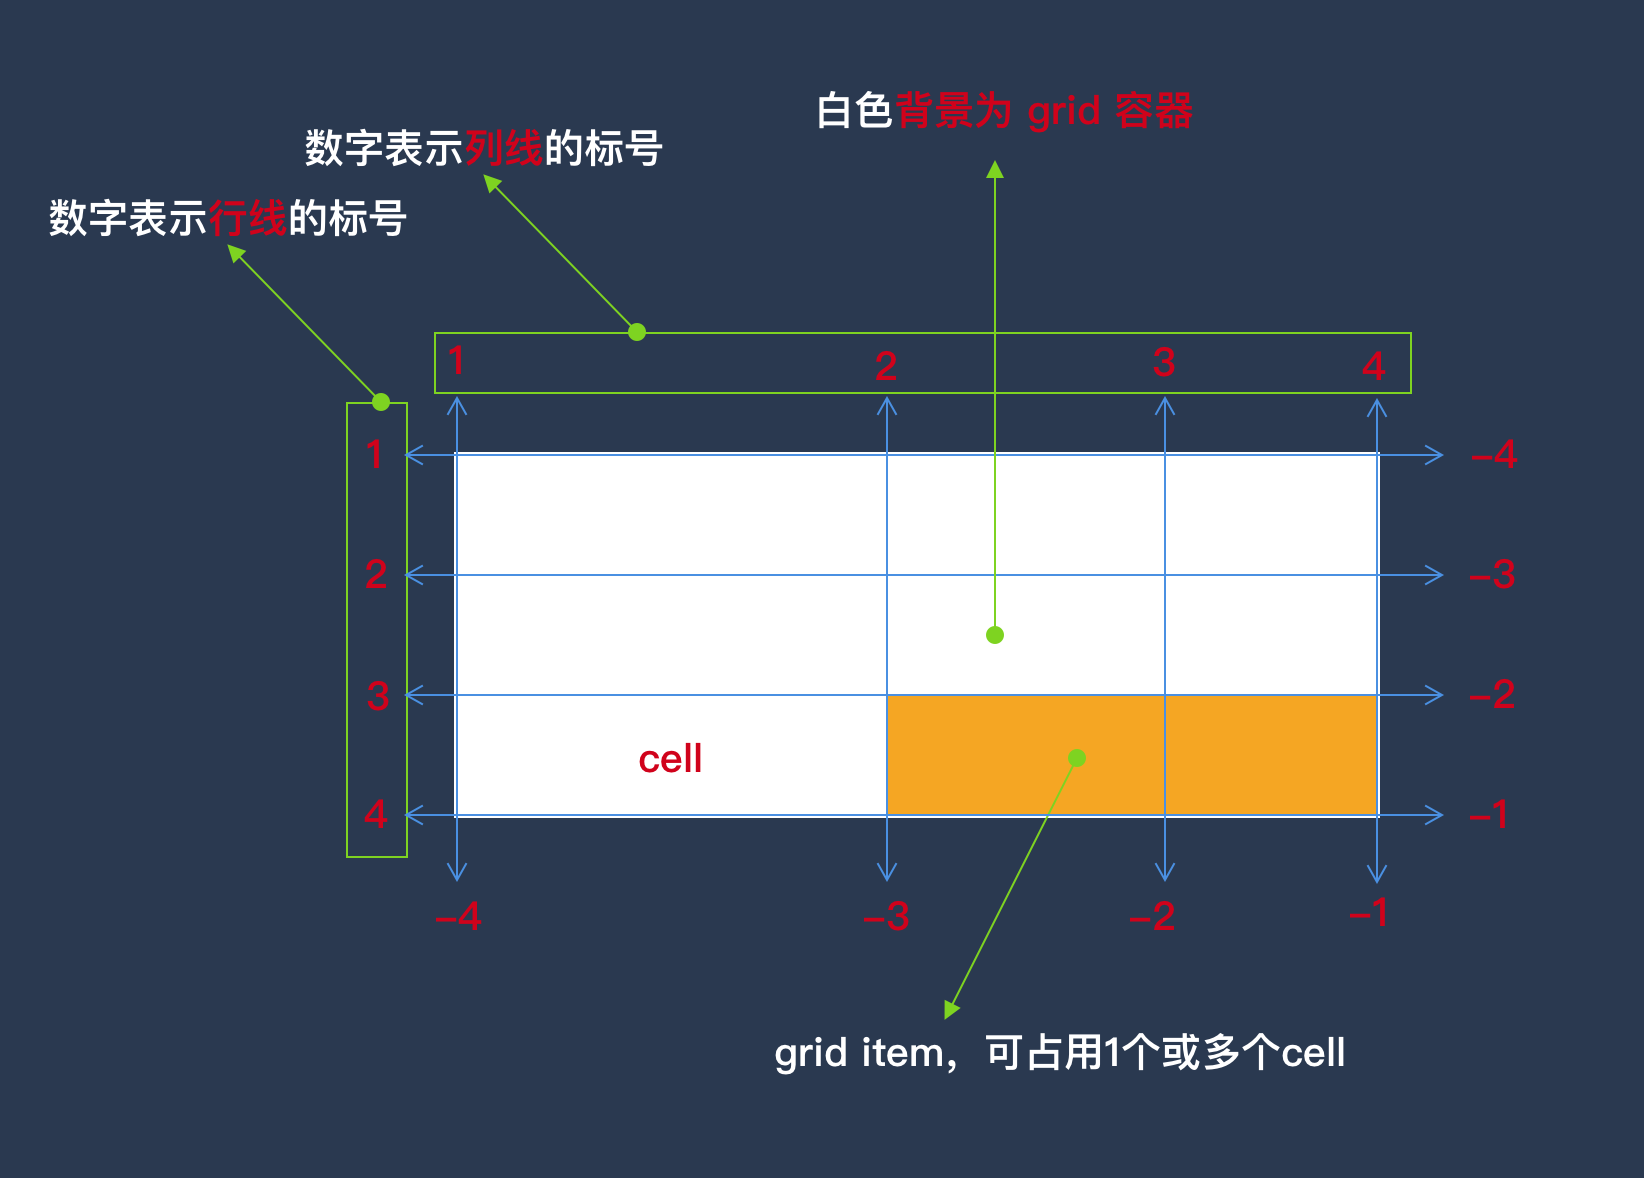 白色背景为 grid 容器
数字表示列线的标号
数字表示行线的标号
1 2 3 4
1 -4
2 -3
3 -2
cell
4 -1
-4 -3 -2 -1
grid item，可占用1个或多个cell